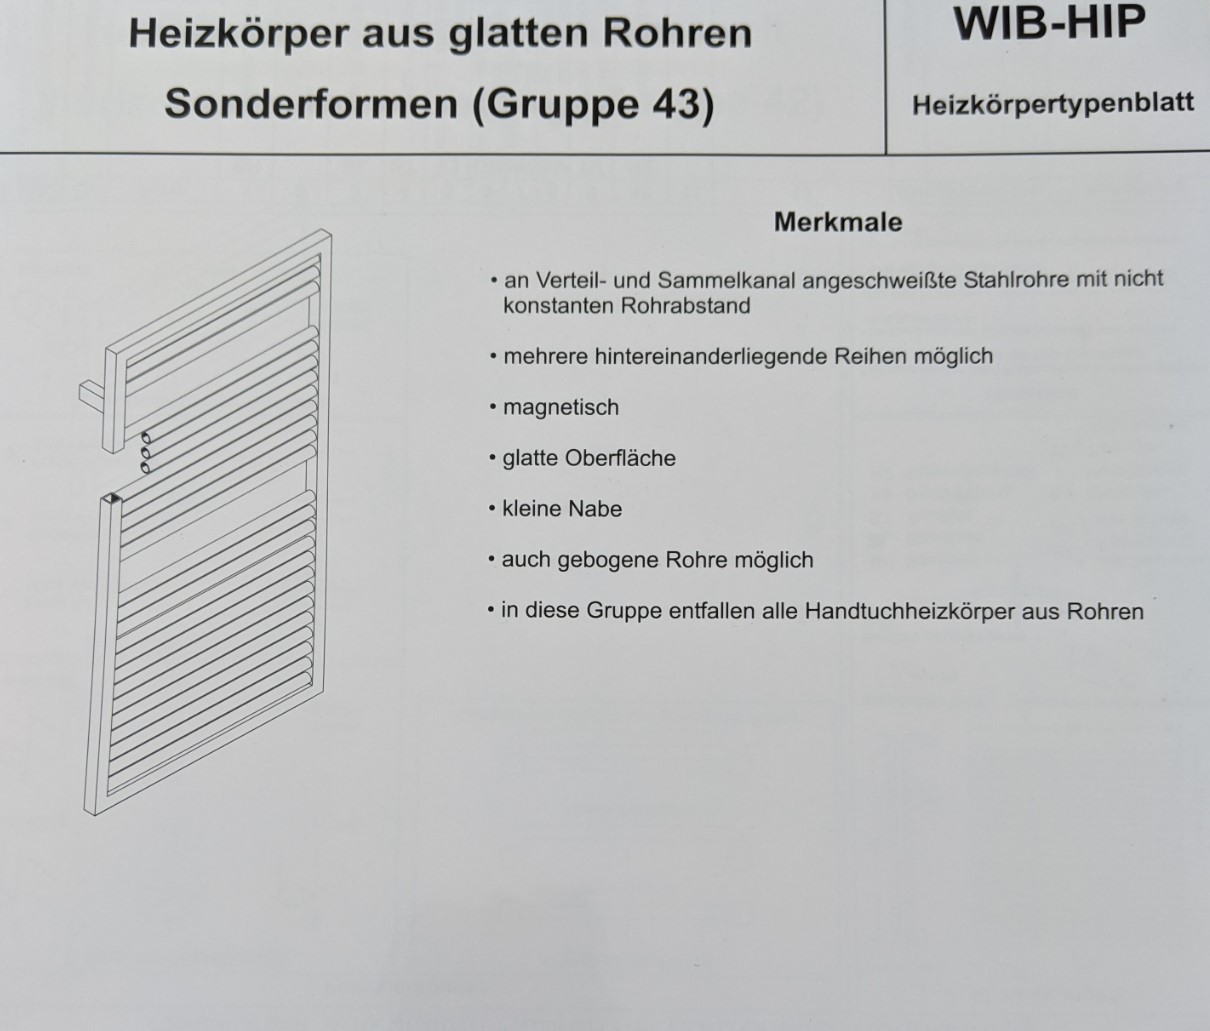 Heizkörper aus glatten Rohren
Sonderformen (Gruppe 43)
WIB-HIP
Heizkörpertypenblatt
Merkmale
• an Verteil- und Sammelkanal angeschweißte Stahlrohre mit nicht
konstanten Rohrabstand
• mehrere hintereinanderliegende Reihen möglich
• magnetisch
• glatte Oberfläche
• kleine Nabe
• auch gebogene Rohre möglich
• in diese Gruppe entfallen alle Handtuchheizkörper aus Rohren